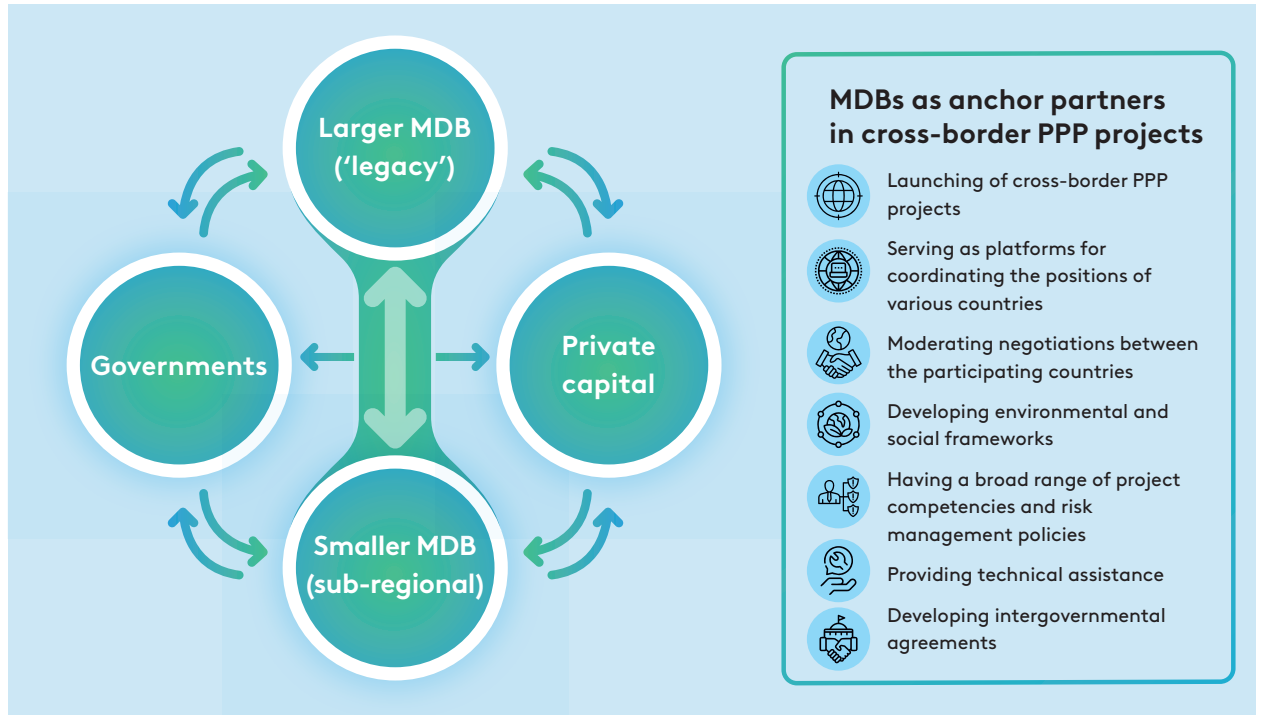 Larger MDB
(‘legacy’)
Governments
Private
capital
Smaller MDB
(sub-regional)
MDBs as anchor partners
in cross-border PPP projects
Launching of cross-border PPP
projects
Serving as platforms for
coordinating the positions of
various countries
Moderating negotiations between
the participating countries
Developing environmental and
social frameworks
Having a broad range of project
competencies and risk
management policies
Providing technical assistance
Developing intergovernmental
agreements